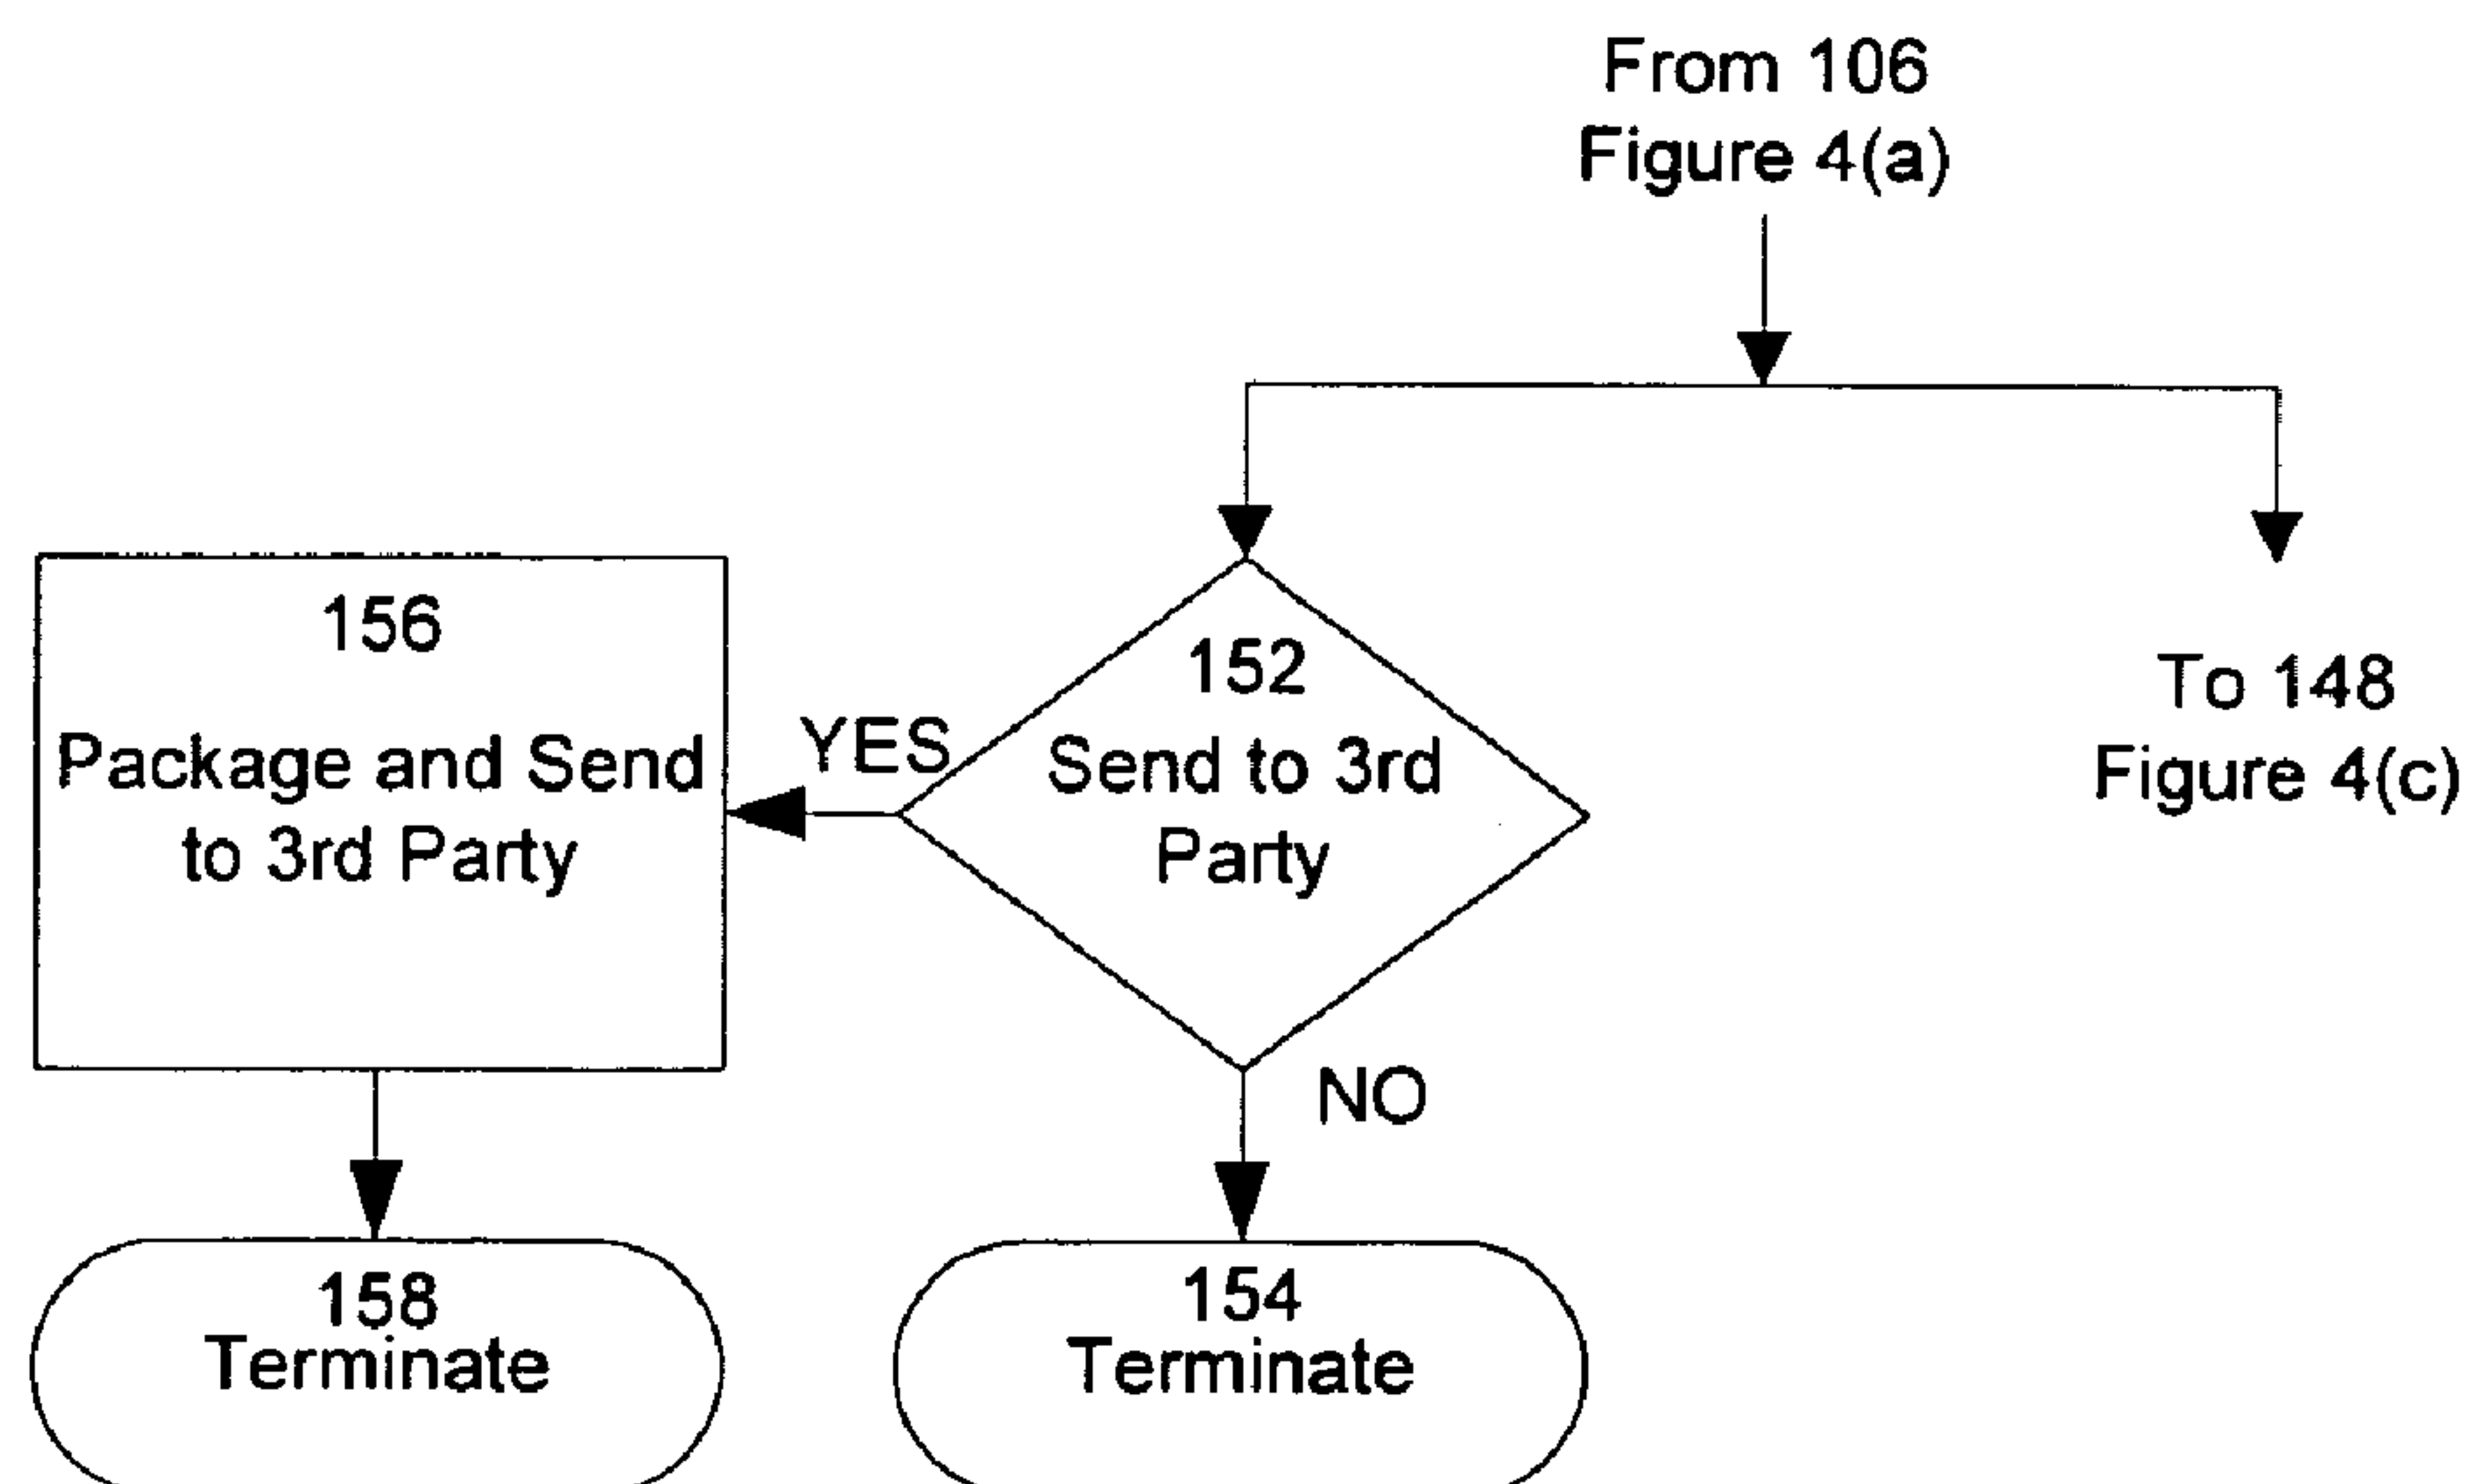 From 106
Figure 4(a)
156
Package and Send
to 3rd Party
YES
152
Send to 3rd
Party
To 148
Figure 4(c)
NO
158
Terminate
154
Terminate